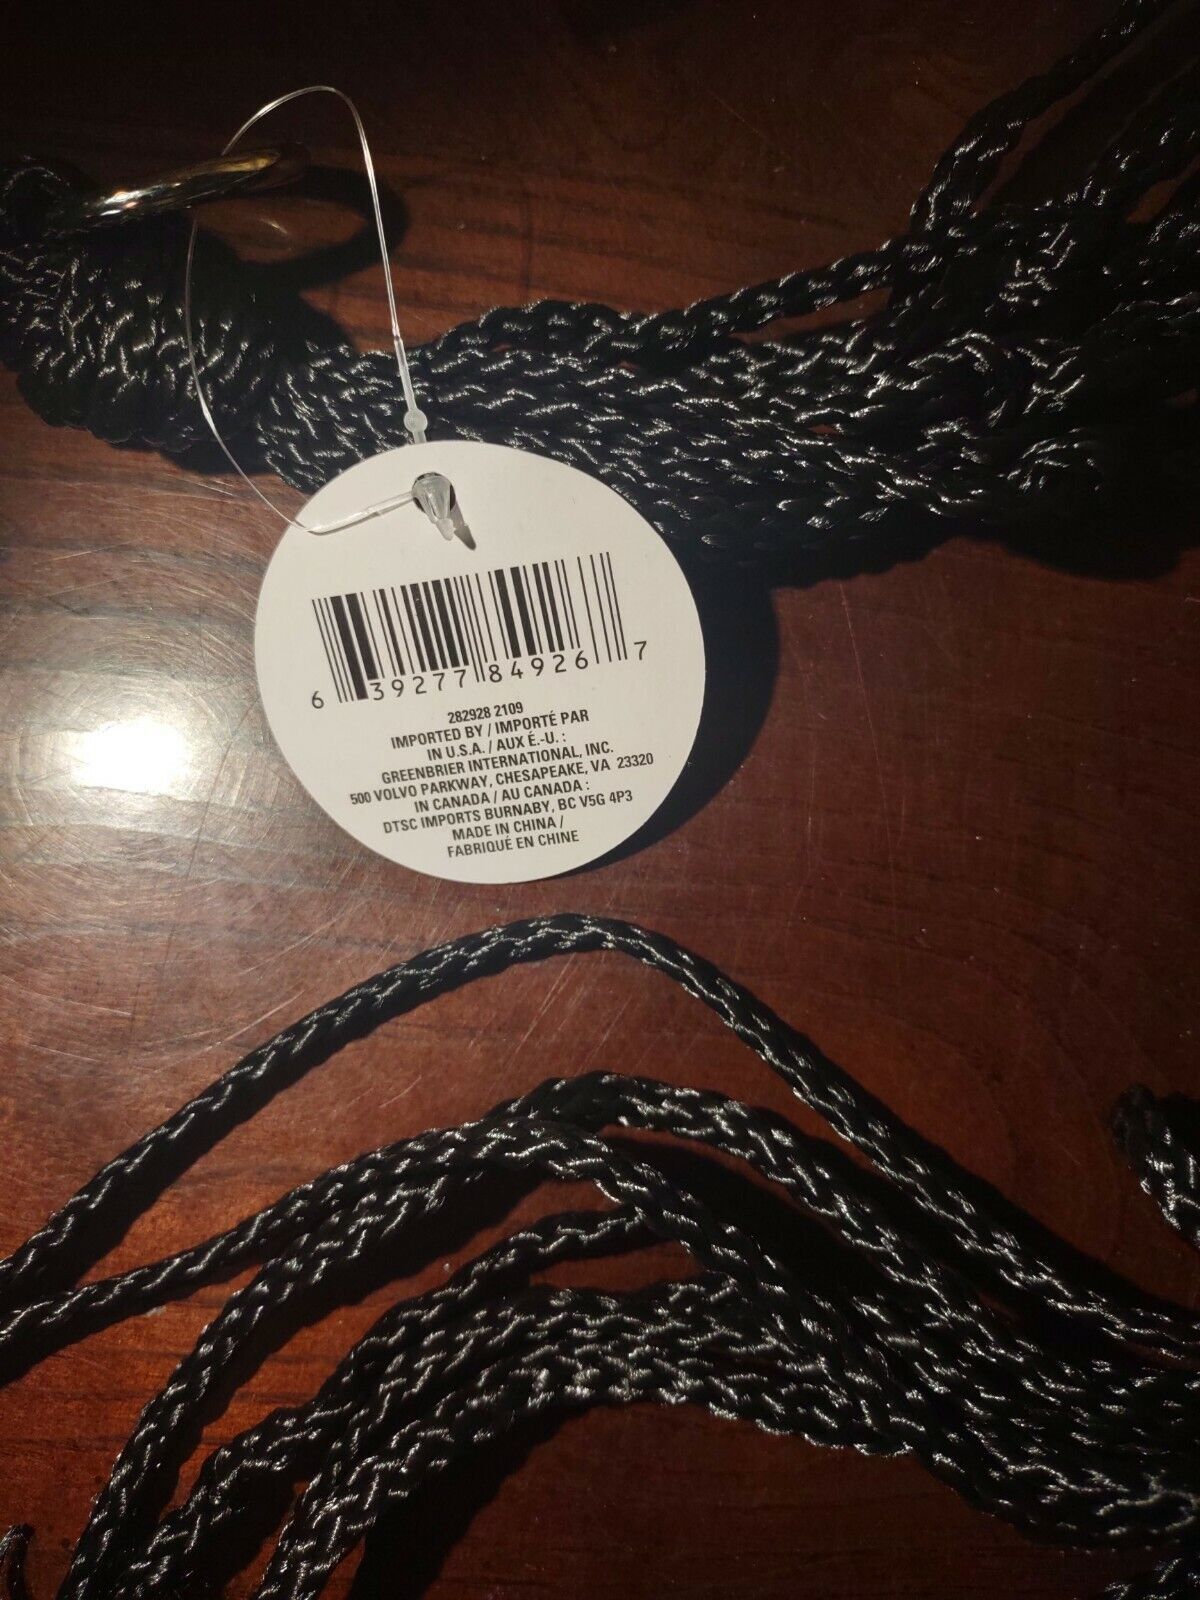 6 39277 84926 7
282928 2109
IMPORTED BY / IMPORTÉ PAR
IN U.S.A. / AUX É.-U. :
GREENBRIER INTERNATIONAL, INC.
500 VOLVO PARKWAY, CHESAPEAKE, VA 23320
IN CANADA / AU CANADA :
DTSC IMPORTS BURNABY, BC V5G 4P3
MADE IN CHINA /
FABRIQUÉ EN CHINE